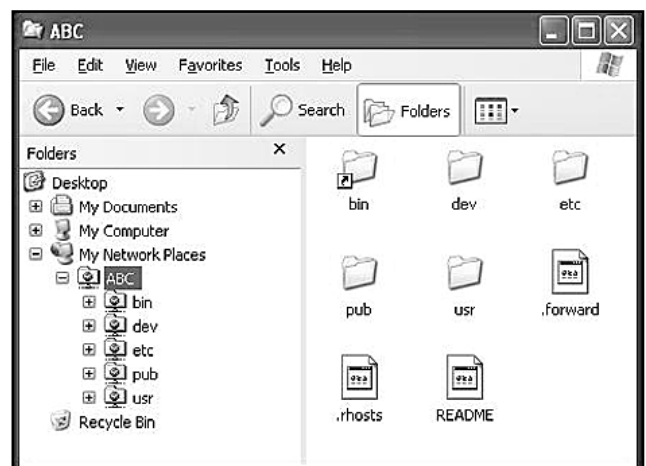 ABC
File Edit View Favorites Tools Help
Back Search Folders
Folders
Desktop
My Documents
My Computer
My Network Places
ABC
bin
dev
etc
pub
usr
Recycle Bin
bin dev etc
pub usr .forward
.rhosts README